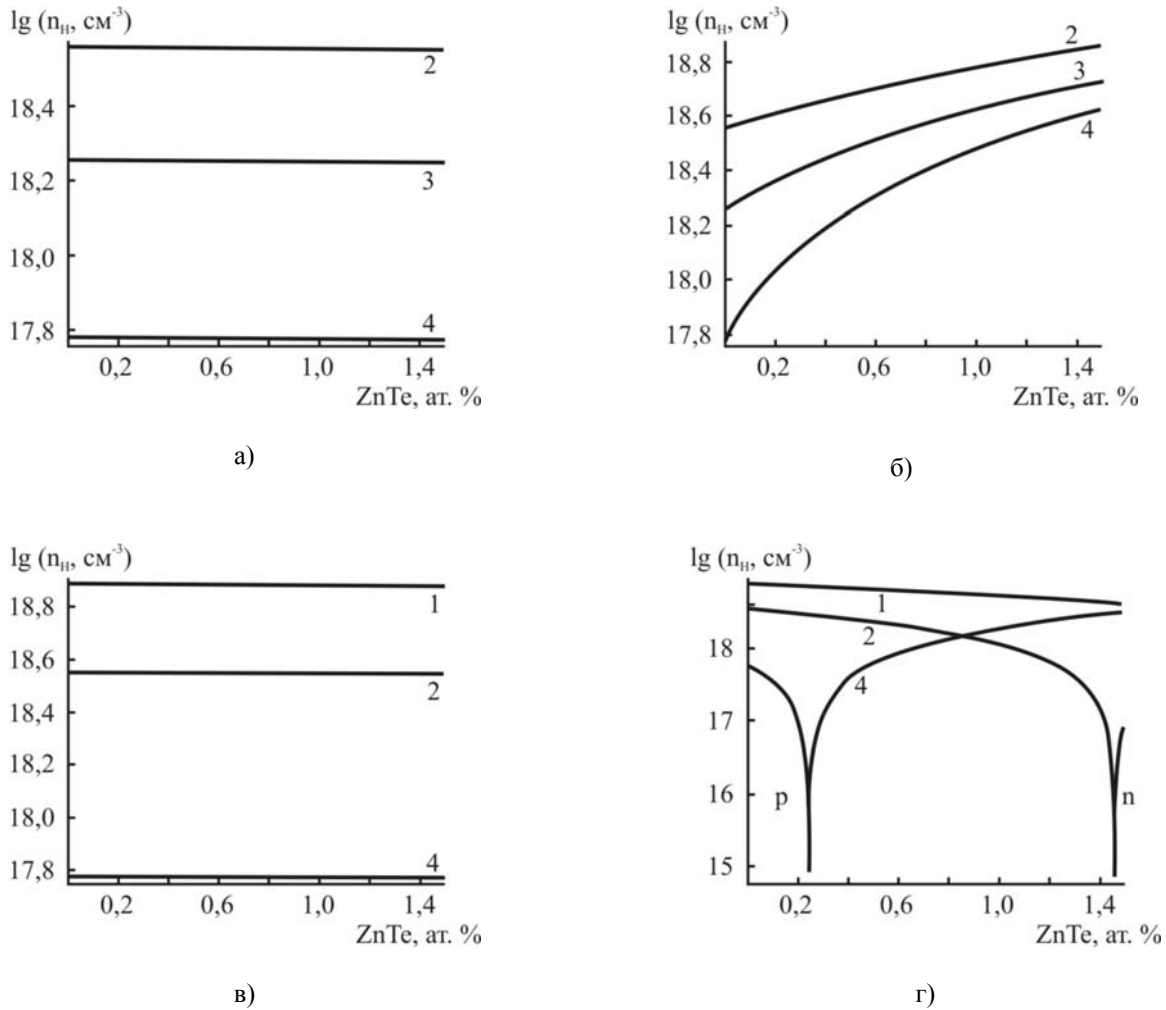 lg (nн, см⁻³)
2
18,4
3
18,2
18,0
4
17,8
0,2 0,6 1,0 1,4
ZnTe, ат. %
а)
lg (nн, см⁻³)
2
18,8
3
18,6
4
18,4
18,2
18,0
17,8
0,2 0,6 1,0 1,4
ZnTe, ат. %
б)
lg (nн, см⁻³)
18,8
1
18,6
2
18,4
18,2
18,0
17,8
4
0,2 0,6 1,0 1,4
ZnTe, ат. %
в)
lg (nн, см⁻³)
1
2
18
4
17
16
p n
15
0,2 0,6 1,0 1,4
ZnTe, ат. %
г)